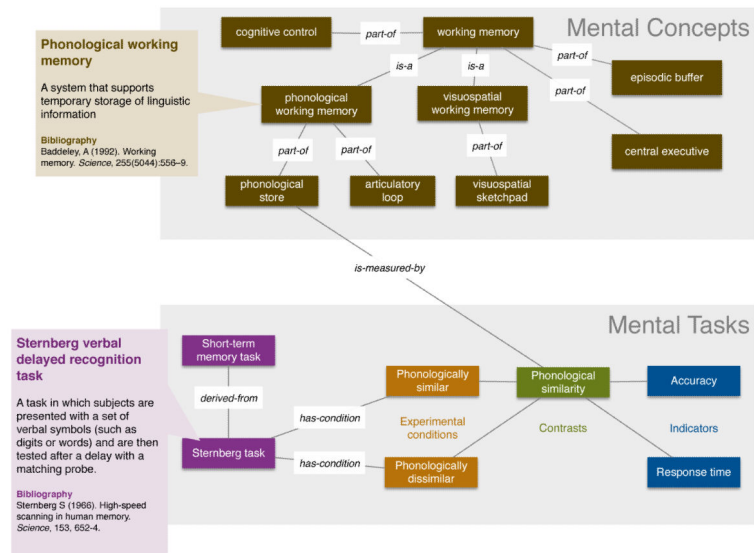 Mental Concepts
Phonological working
memory
A system that supports
temporary storage of linguistic
information
Bibliography
Baddeley, A (1992). Working
memory. Science, 255(5044):556–9.
cognitive control
part-of
working memory
is-a
is-a
part-of
part-of
episodic buffer
phonological
working memory
visuospatial
working memory
part-of
part-of
part-of
central executive
phonological
store
articulatory
loop
visuospatial
sketchpad
is-measured-by
Mental Tasks
Sternberg verbal
delayed recognition
task
A task in which subjects are
presented with a set of
verbal symbols (such as
digits or words) and are then
tested after a delay with a
matching probe.
Bibliography
Sternberg S (1966). High-speed
scanning in human memory.
Science, 153, 652-4.
Short-term
memory task
derived-from
Sternberg task
has-condition
has-condition
Phonologically
similar
Experimental
conditions
Phonologically
dissimilar
Phonological
similarity
Contrasts
Accuracy
Indicators
Response time